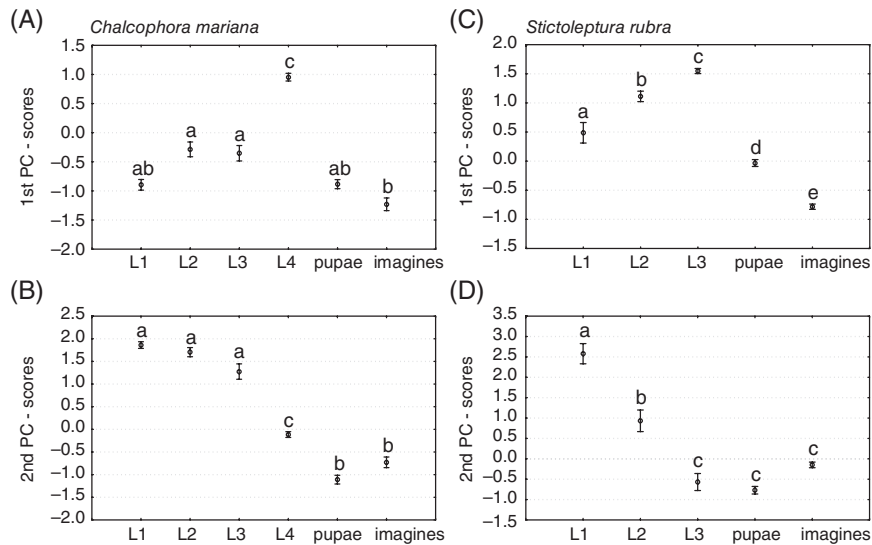 (A)
Chalcophora mariana
1st PC - scores
1.5
1.0
0.5
0.0
−0.5
−1.0
−1.5
−2.0
ab
a
a
c
ab
b
L1 L2 L3 L4 pupae imagines
(B)
2nd PC - scores
2.5
2.0
1.5
1.0
0.5
0.0
−0.5
−1.0
−1.5
−2.0
a
a
a
c
b
b
L1 L2 L3 L4 pupae imagines
(C)
Stictoleptura rubra
1st PC - scores
2.0
1.5
1.0
0.5
0.0
−0.5
−1.0
−1.5
a
b
c
d
e
L1 L2 L3 pupae imagines
(D)
2nd PC - scores
3.5
3.0
2.5
2.0
1.5
1.0
0.5
0.0
−0.5
−1.0
−1.5
a
b
c
c
c
L1 L2 L3 pupae imagines